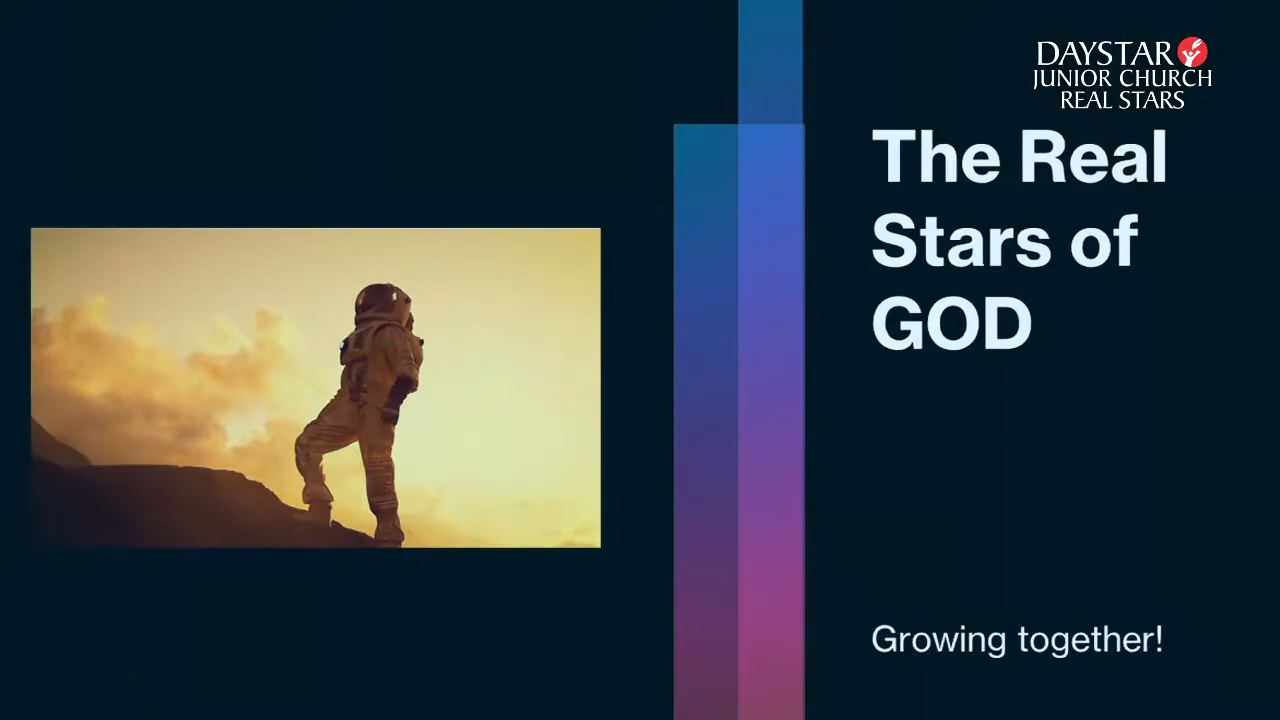 DAYSTAR
JUNIOR CHURCH
REAL STARS
The Real
Stars of
GOD
Growing together!